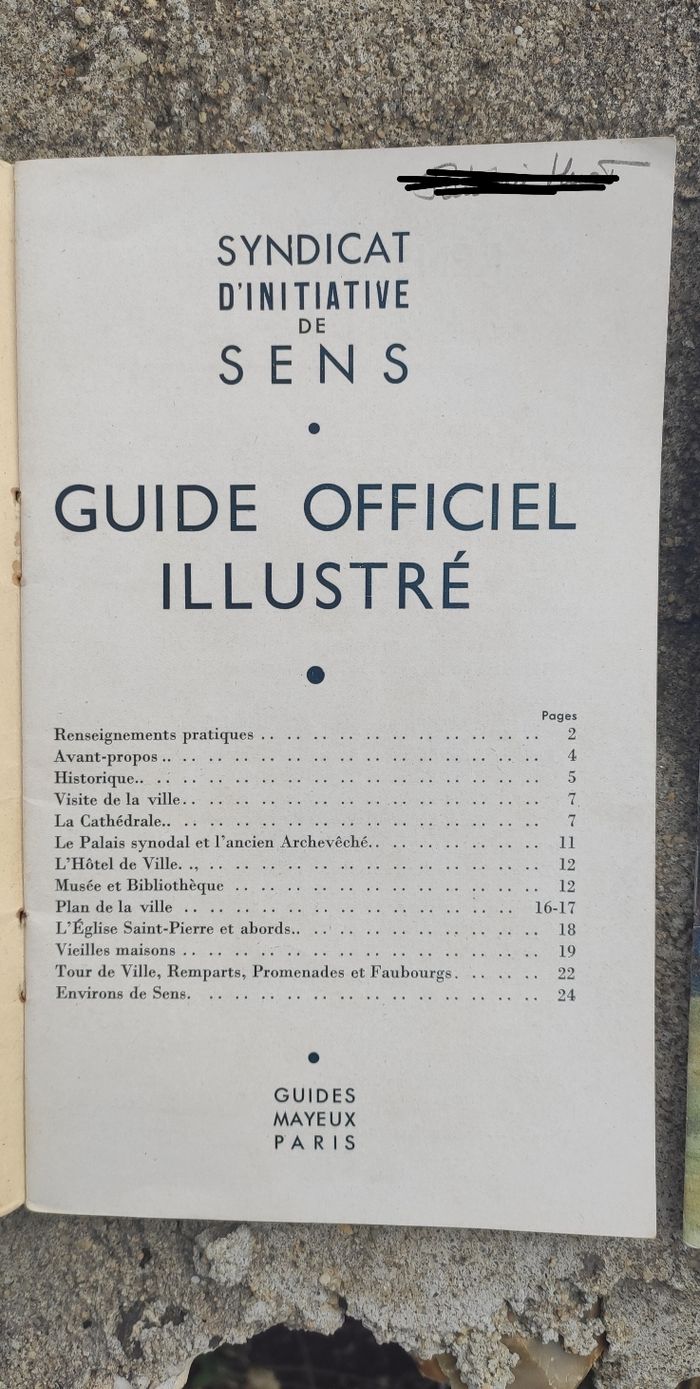 SYNDICAT
D'INITIATIVE
DE
SENS
GUIDE OFFICIEL
ILLUSTRÉ
Pages
Renseignements pratiques .. .. .. .. .. .. .. .. .. .. .. 2
Avant-propos .. .. .. .. .. .. .. .. .. .. .. .. .. .. .. 4
Historique.. .. .. .. .. .. .. .. .. .. .. .. .. .. .. .. 5
Visite de la ville.. .. .. .. .. .. .. .. .. .. .. .. .. .. 7
La Cathédrale.. .. .. .. .. .. .. .. .. .. .. .. .. .. .. 7
Le Palais synodal et l'ancien Archevêché.. .. .. .. .. .. .. 11
L'Hôtel de Ville. ., .. .. .. .. .. .. .. .. .. .. .. .. .. 12
Musée et Bibliothèque .. .. .. .. .. .. .. .. .. .. .. .. 12
Plan de la ville .. .. .. .. .. .. .. .. .. .. .. .. .. 16-17
L'Église Saint-Pierre et abords.. .. .. .. .. .. .. .. .. .. 18
Vieilles maisons .. .. .. .. .. .. .. .. .. .. .. .. .. .. 19
Tour de Ville, Remparts, Promenades et Faubourgs. .. .. .. 22
Environs de Sens. .. .. .. .. .. .. .. .. .. .. .. .. .. 24
GUIDES
MAYEUX
PARIS